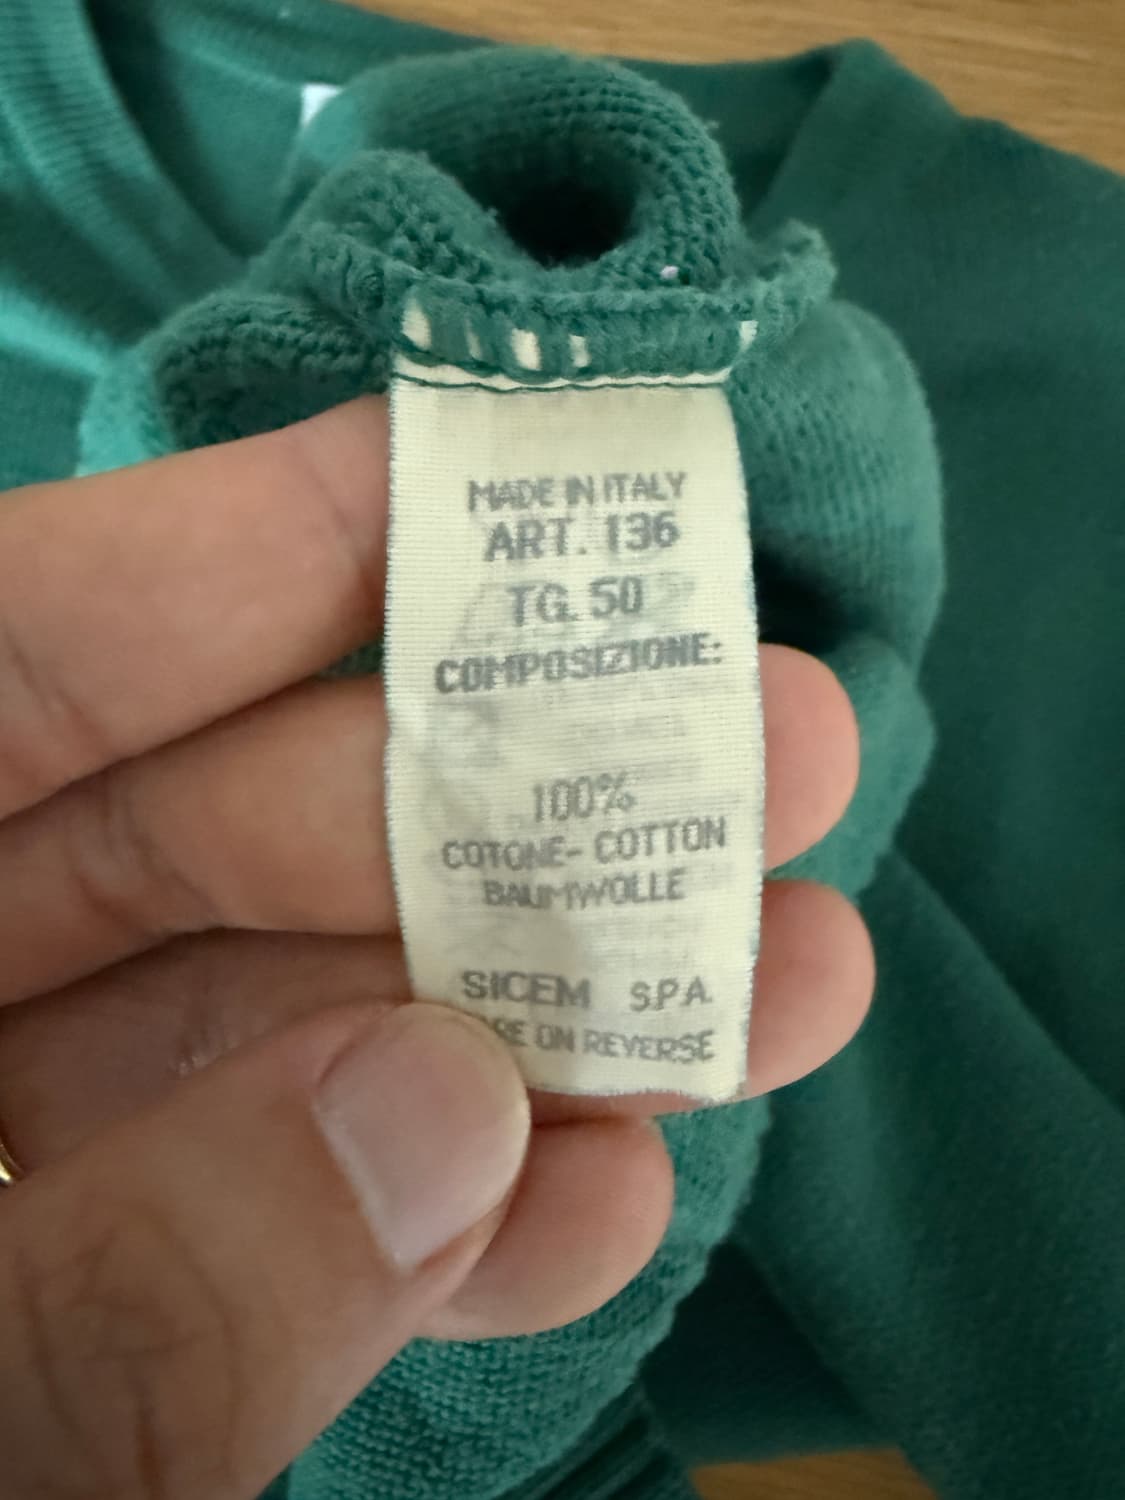 MADE IN ITALY
ART. 136
TG. 50
COMPOSIZIONE:
100%
COTONE- COTTON
BAUMWOLLE
SICEM S.P.A.
ON REVERSE